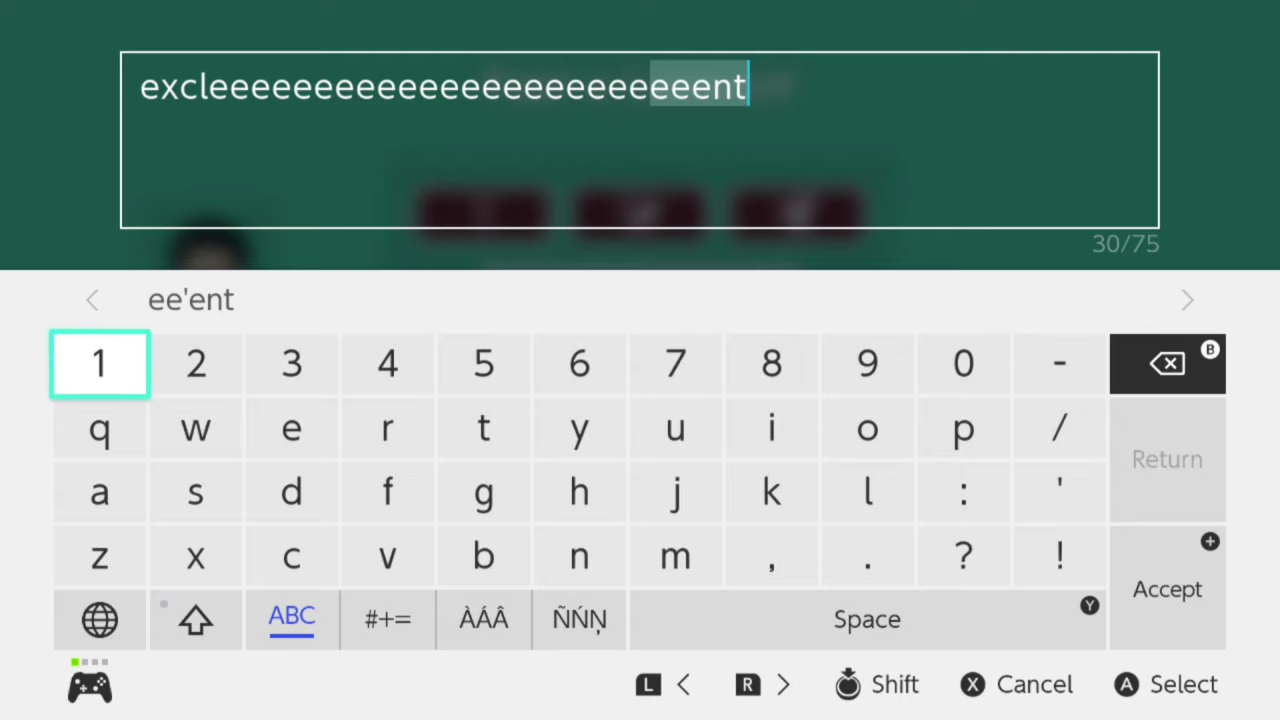 excleeeeeeeeeeeeeeeeeeeeeeeent
30/75
ee'ent
1 2 3 4 5 6 7 8 9 0 - B
q w e r t y u i o p / Return
a s d f g h j k l : '
z x c v b n m , . ? ! + Accept
ABC #+= ÀÁÂ ÑŃŅ Space Y
L < R > Shift X Cancel A Select